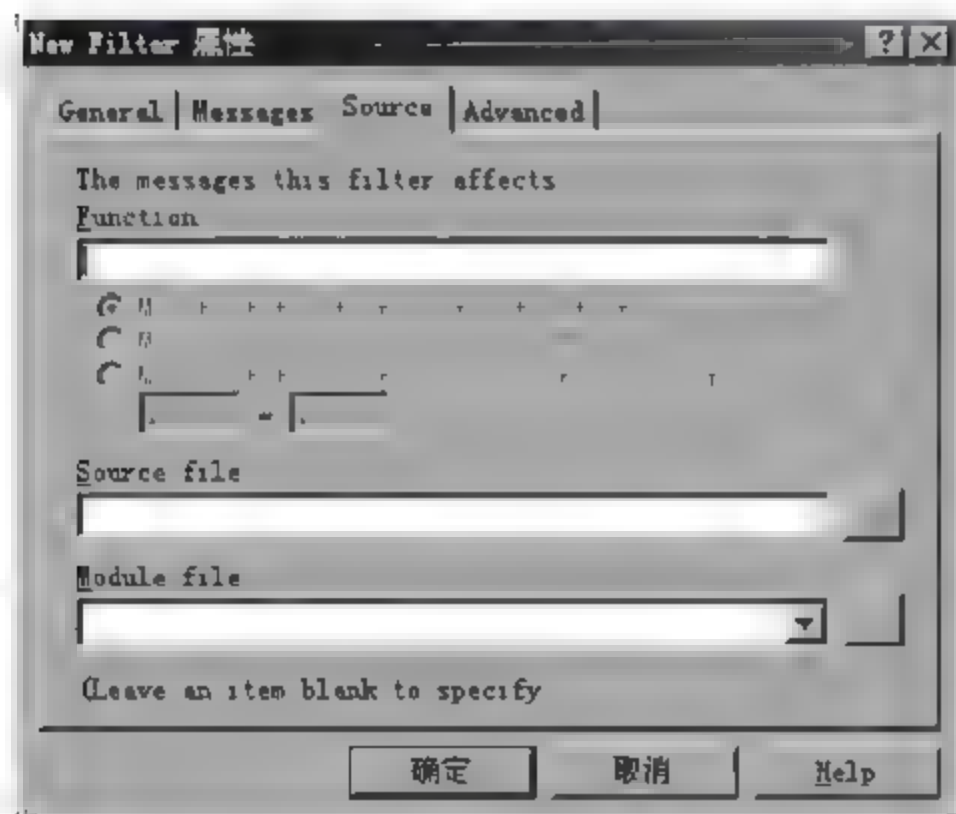 New Filter 属性
General Messages Source Advanced
The messages this filter affects
Function
Source file
Module file
(Leave an item blank to specify
确定 取消 Help